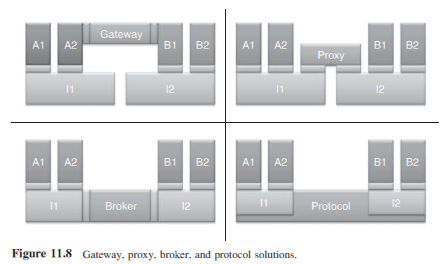 A1 A2 Gateway B1 B2
I1 I2
A1 A2 Proxy B1 B2
I1 I2
A1 A2 B1 B2
I1 Broker I2
A1 A2 B1 B2
I1 Protocol I2
Figure 11.8 Gateway, proxy, broker, and protocol solutions.